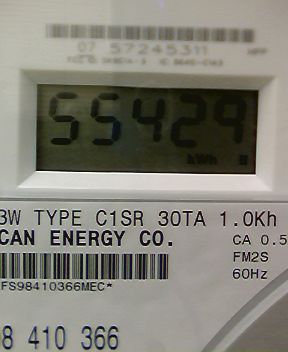 07 57245311
55429
kWh
3W TYPE C1SR 30TA 1.0Kh
CAN ENERGY CO.
CA 0.5
FM2S
60Hz
FS98410366MEC*
98 410 366